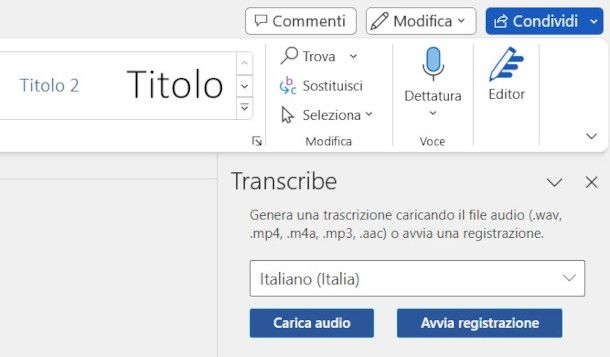 Commenti
Modifica
Condividi
Titolo 2
Titolo
Trova
Sostituisci
Seleziona
Modifica
Dettatura
Voce
Editor
Transcribe
Genera una trascrizione caricando il file audio (.wav,
.mp4, .m4a, .mp3, .aac) o avvia una registrazione.
Italiano (Italia)
Carica audio
Avvia registrazione